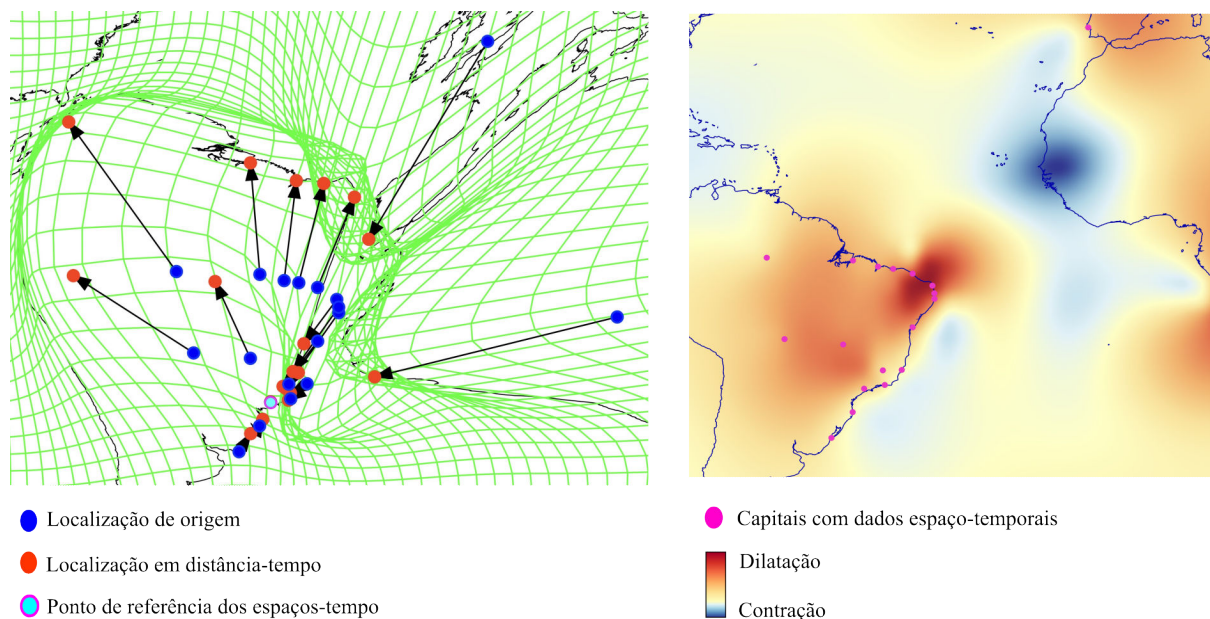 Localização de origem
Localização em distância-tempo
Ponto de referência dos espaços-tempo
Capitais com dados espaço-temporais
Dilatação
Contração